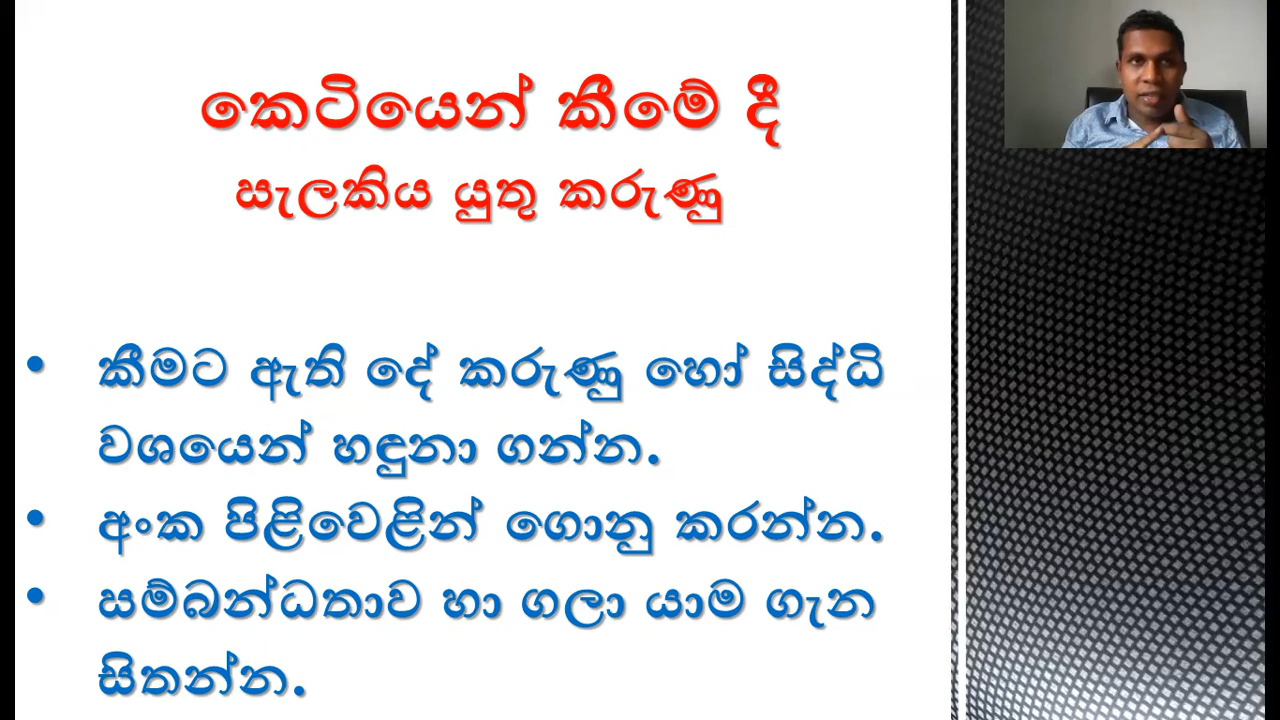 කෙටියෙන් කීමේ දී
සැලකිය යුතු කරුණු
• කීමට ඇති දේ කරුණු හෝ සිද්ධි
වශයෙන් හඳුනා ගන්න.
• අංක පිළිවෙළින් ගොනු කරන්න.
• සම්බන්ධතාව හා ගලා යාම ගැන
සිතන්න.